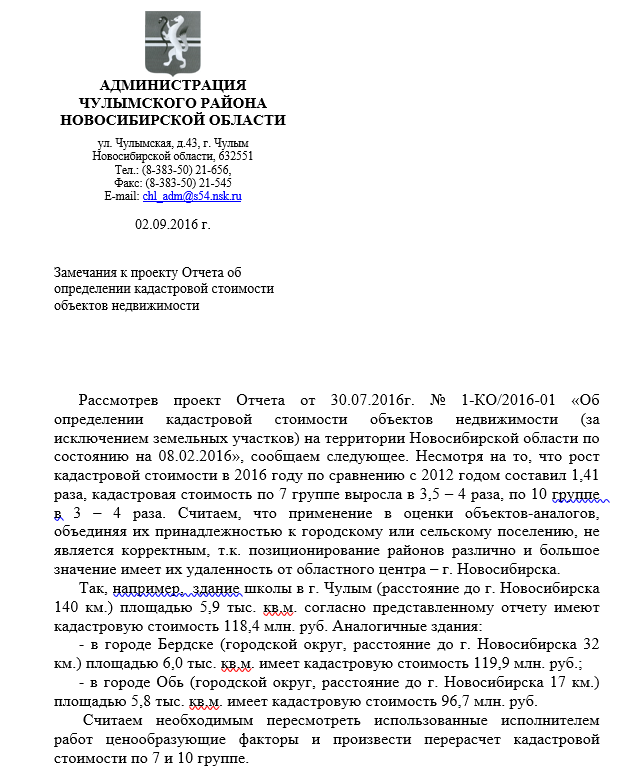 АДМИНИСТРАЦИЯ
ЧУЛЫМСКОГО РАЙОНА
НОВОСИБИРСКОЙ ОБЛАСТИ
ул. Чулымская, д.43, г. Чулым
Новосибирской области, 632551
Тел.: (8-383-50) 21-656,
Факс: (8-383-50) 21-545
E-mail: chl_adm@s54.nsk.ru
02.09.2016 г.
Замечания к проекту Отчета об
определении кадастровой стоимости
объектов недвижимости
Рассмотрев проект Отчета от 30.07.2016г. № 1-КО/2016-01 «Об
определении кадастровой стоимости объектов недвижимости (за
исключением земельных участков) на территории Новосибирской области по
состоянию на 08.02.2016», сообщаем следующее. Несмотря на то, что рост
кадастровой стоимости в 2016 году по сравнению с 2012 годом составил 1,41
раза, кадастровая стоимость по 7 группе выросла в 3,5 – 4 раза, по 10 группе
в 3 – 4 раза. Считаем, что применение в оценки объектов-аналогов,
объединяя их принадлежностью к городскому или сельскому поселению, не
является корректным, т.к. позиционирование районов различно и большое
значение имеет их удаленность от областного центра – г. Новосибирска.
Так, например, здание школы в г. Чулым (расстояние до г. Новосибирска
140 км.) площадью 5,9 тыс. кв.м. согласно представленному отчету имеют
кадастровую стоимость 118,4 млн. руб. Аналогичные здания:
- в городе Бердске (городской округ, расстояние до г. Новосибирска 32
км.) площадью 6,0 тыс. кв.м. имеет кадастровую стоимость 119,9 млн. руб.;
- в городе Обь (городской округ, расстояние до г. Новосибирска 17 км.)
площадью 5,8 тыс. кв.м. имеет кадастровую стоимость 96,7 млн. руб.
Считаем необходимым пересмотреть использованные исполнителем
работ ценообразующие факторы и произвести перерасчет кадастровой
стоимости по 7 и 10 группе.